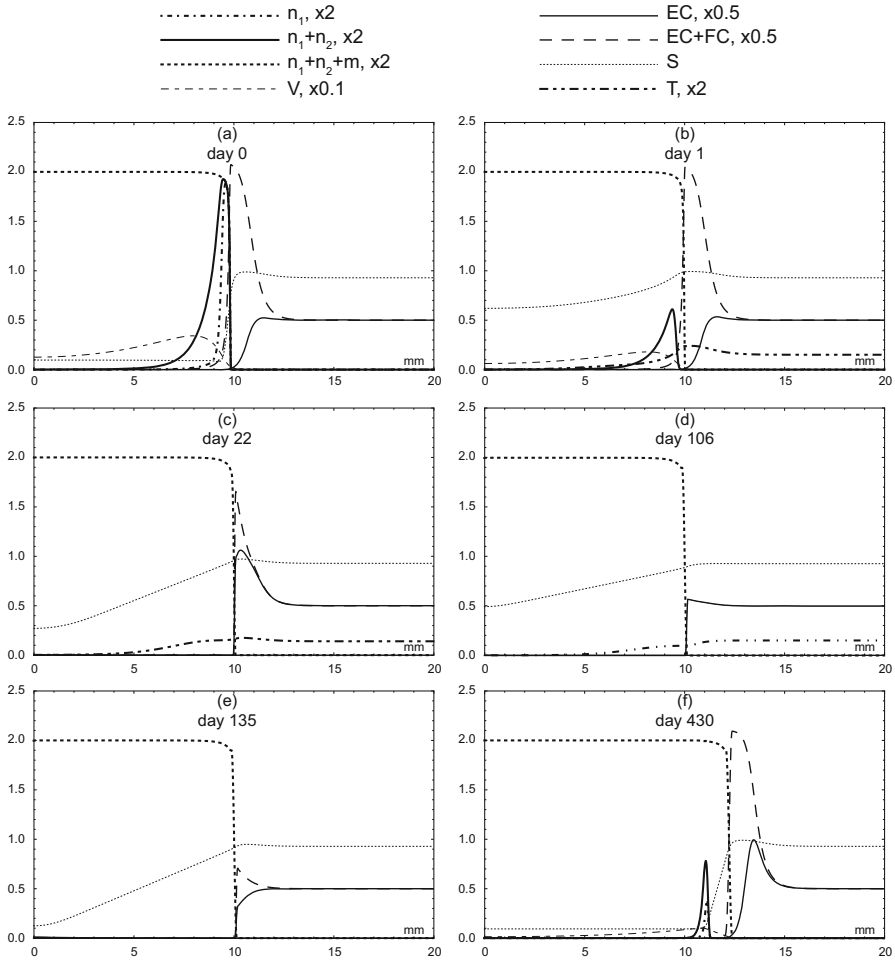 n₁, x2
n₁+n₂, x2
n₁+n₂+m, x2
V, x0.1
EC, x0.5
EC+FC, x0.5
S
T, x2
(a)
day 0
2.5
2.0
1.5
1.0
0.5
0.0
mm
0 5 10 15 20
(b)
day 1
2.5
2.0
1.5
1.0
0.5
0.0
mm
0 5 10 15 20
(c)
day 22
2.5
2.0
1.5
1.0
0.5
0.0
mm
0 5 10 15 20
(d)
day 106
2.5
2.0
1.5
1.0
0.5
0.0
mm
0 5 10 15 20
(e)
day 135
2.5
2.0
1.5
1.0
0.5
0.0
mm
0 5 10 15 20
(f)
day 430
2.5
2.0
1.5
1.0
0.5
0.0
mm
0 5 10 15 20